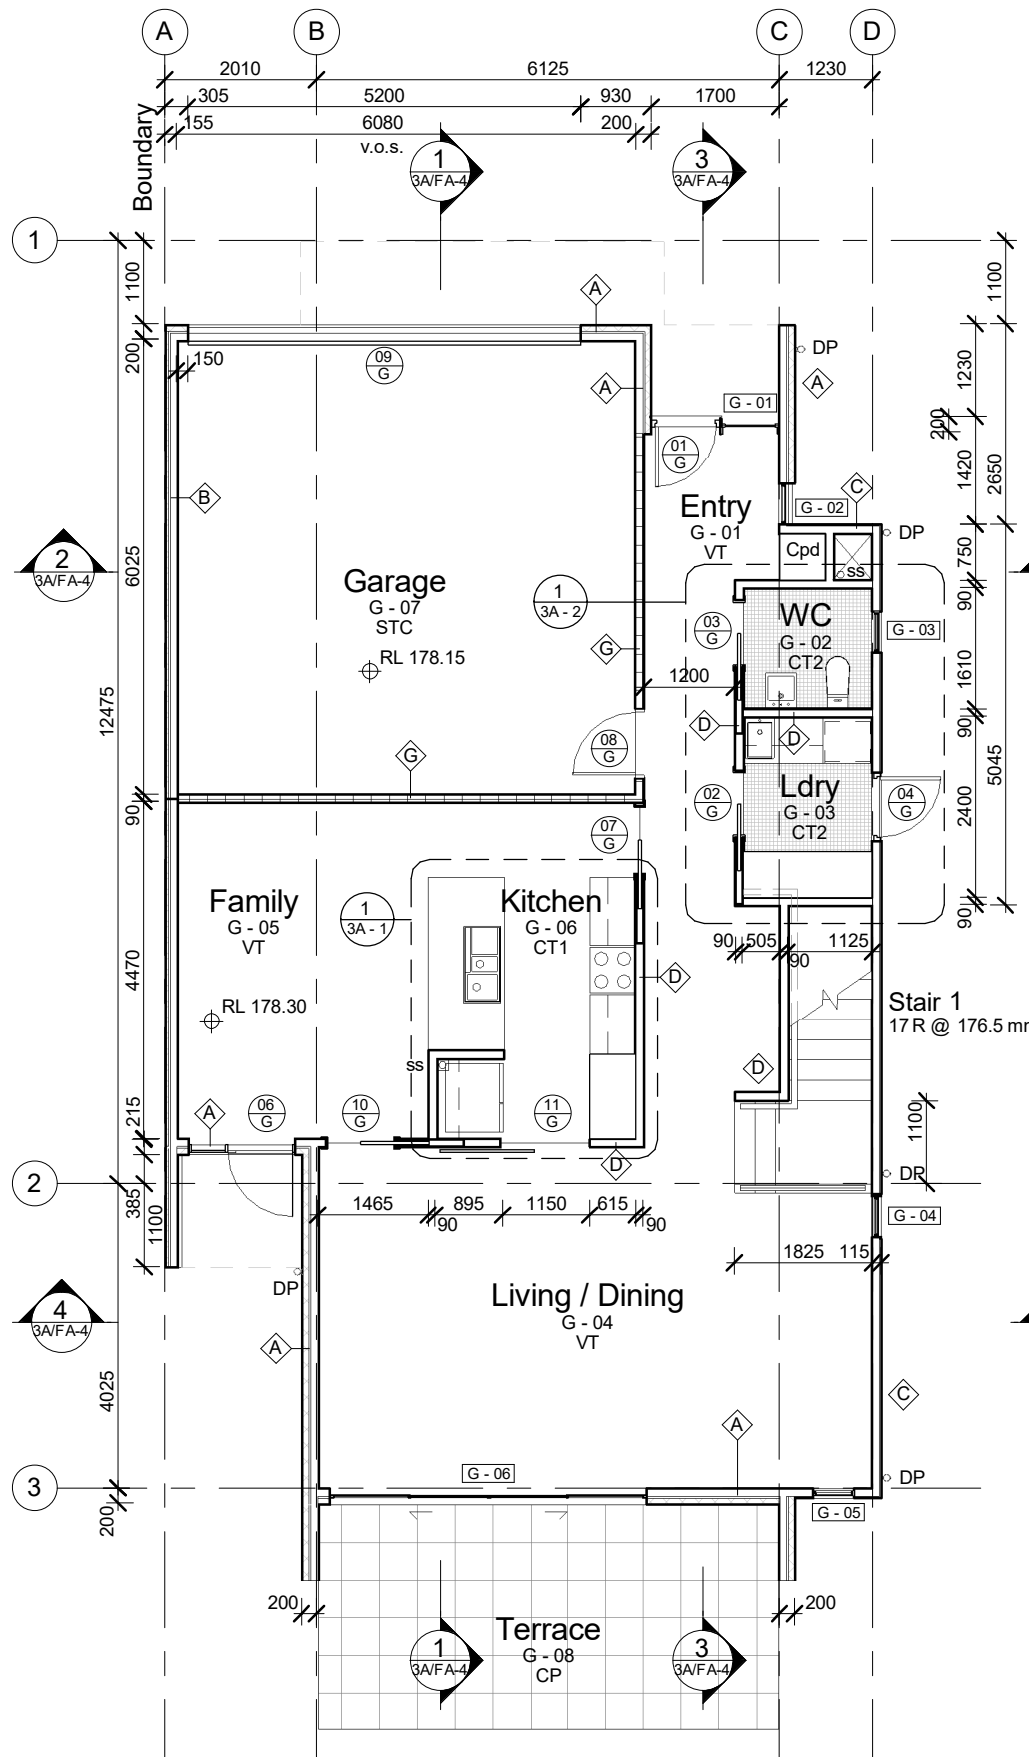 A B C D
2010 6125 1230
305 5200 930 1700
155 6080 200
v.o.s.
Boundary
1
3A/FA-4
3
3A/FA-4
1
1100
1100
A
200
150
09
G
DP
A
A
1230
G - 01
200
01
G
1420
2650
B
C
Entry
G - 01
VT
G - 02
DP
Cpd
ss
750
2
3A/FA-4
6025
Garage
G - 07
STC
1
3A - 2
90
WC
G - 02
CT2
03
G
G - 03
RL 178.15
G
1200
1610
12475
D
D
90
08
G
G
5045
Ldry
G - 03
CT2
02
G
04
G
2400
90
07
G
Family
G - 05
VT
1
3A - 1
Kitchen
G - 06
CT1
90
90 505 1125
90
4470
D
RL 178.30
Stair 1
17 R @ 176.5 mm
ss
D
215
A
06
G
10
G
11
G
1100
D
DP
2
385
1100
1465 895 1150 615
90 90
G - 04
1825 115
DP
4
3A/FA-4
Living / Dining
G - 04
VT
A
4025
C
A
G - 06
DP
3
G - 05
200
200
200
Terrace
G - 08
CP
1
3A/FA-4
3
3A/FA-4